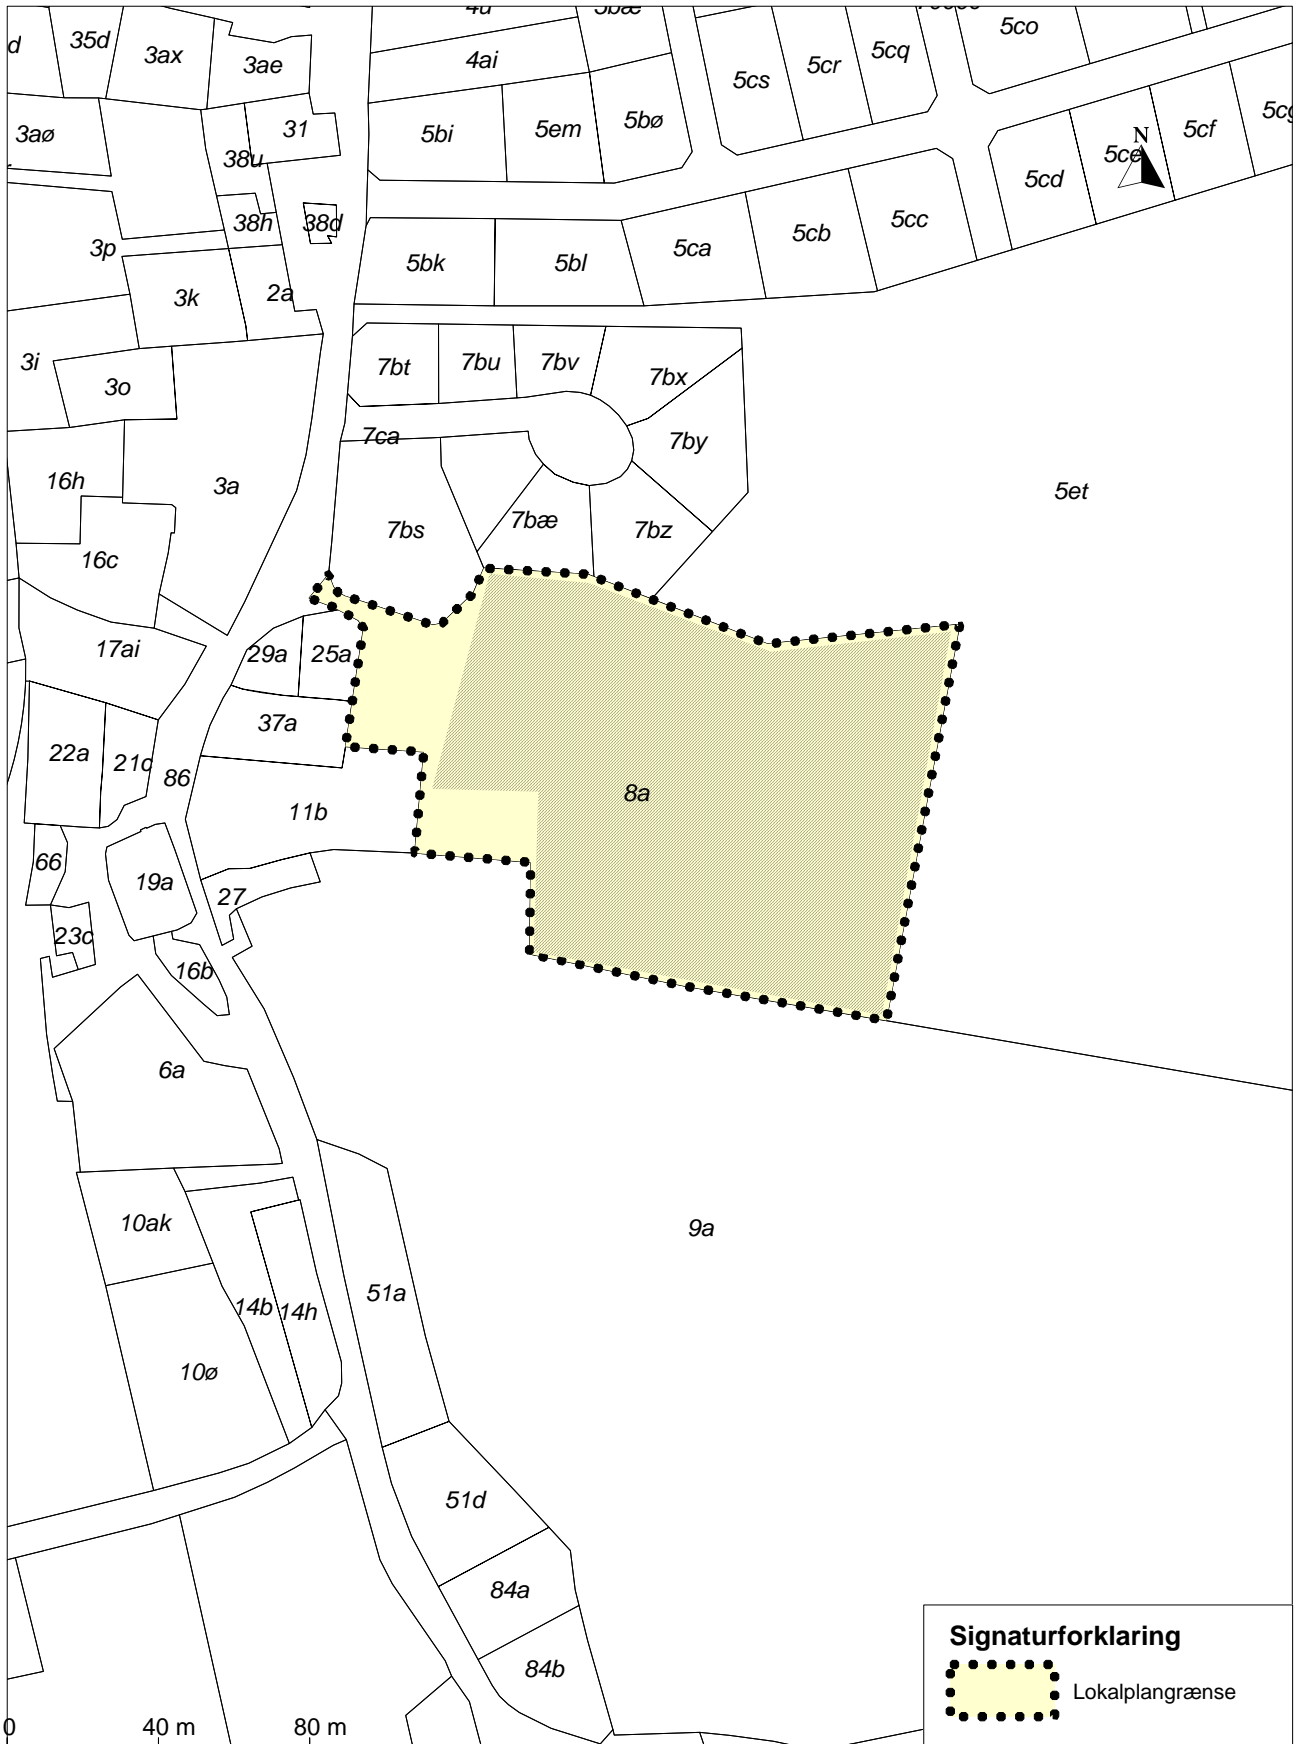 d
35d
3ax
3ae
4ai
5cs
5cr
5cq
5co
3aø
31
38u
5bi
5em
5bø
5cd
5ce
N
5cf
38h
38d
3p
5bk
5bl
5ca
5cb
5cc
3k
2a
3i
3o
7bt
7bu
7bv
7bx
7ca
7by
16h
3a
5et
7bs
7bæ
7bz
16c
17ai
29a
25a
37a
22a
21c
86
8a
11b
66
19a
27
23c
16b
6a
10ak
9a
14b
14h
51a
10ø
51d
84a
84b
Signaturforklaring
Lokalplangrænse
0
40 m
80 m